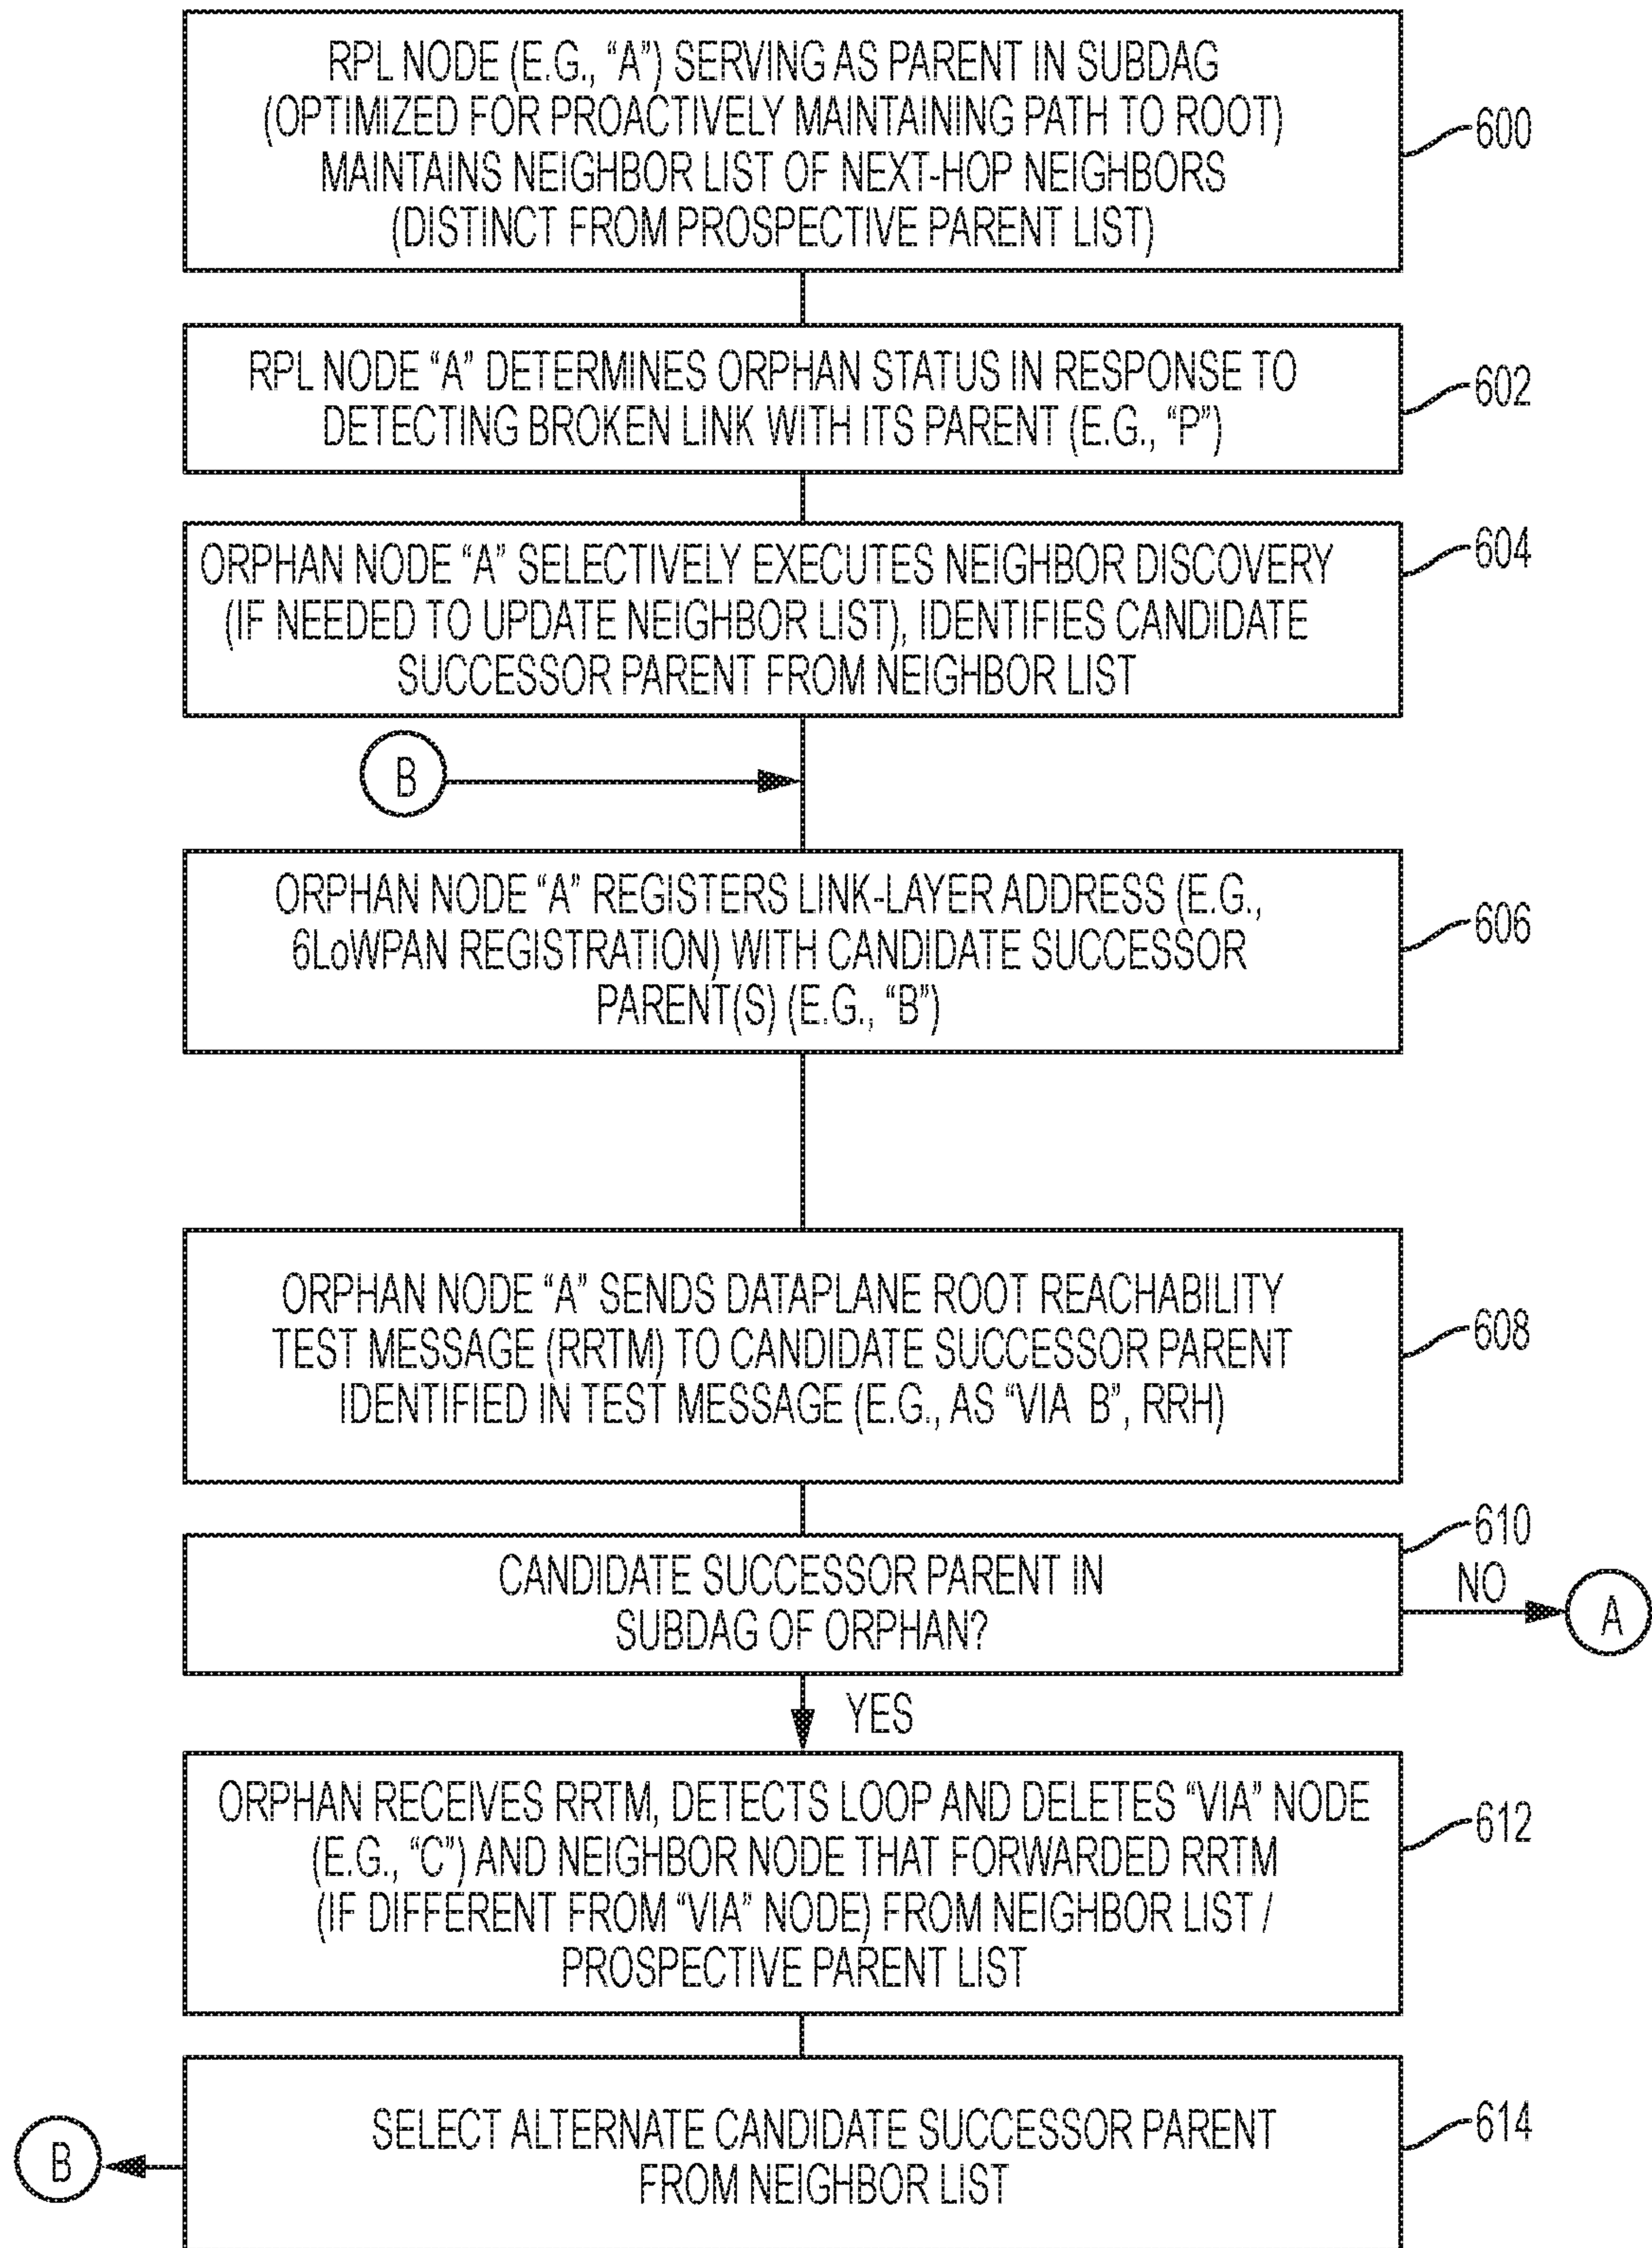 RPL NODE (E.G., “A”) SERVING AS PARENT IN SUBDAG
(OPTIMIZED FOR PROACTIVELY MAINTAINING PATH TO ROOT)
MAINTAINS NEIGHBOR LIST OF NEXT-HOP NEIGHBORS
(DISTINCT FROM PROSPECTIVE PARENT LIST)
600
RPL NODE “A” DETERMINES ORPHAN STATUS IN RESPONSE TO
DETECTING BROKEN LINK WITH ITS PARENT (E.G., “P”)
602
ORPHAN NODE “A” SELECTIVELY EXECUTES NEIGHBOR DISCOVERY
(IF NEEDED TO UPDATE NEIGHBOR LIST), IDENTIFIES CANDIDATE
SUCCESSOR PARENT FROM NEIGHBOR LIST
604
B
ORPHAN NODE “A” REGISTERS LINK-LAYER ADDRESS (E.G.,
6LoWPAN REGISTRATION) WITH CANDIDATE SUCCESSOR
PARENT(S) (E.G., “B”)
606
ORPHAN NODE “A” SENDS DATAPLANE ROOT REACHABILITY
TEST MESSAGE (RRTM) TO CANDIDATE SUCCESSOR PARENT
IDENTIFIED IN TEST MESSAGE (E.G., AS “VIA B”, RRH)
608
CANDIDATE SUCCESSOR PARENT IN
SUBDAG OF ORPHAN?
610
NO
A
YES
ORPHAN RECEIVES RRTM, DETECTS LOOP AND DELETES “VIA” NODE
(E.G., “C”) AND NEIGHBOR NODE THAT FORWARDED RRTM
(IF DIFFERENT FROM “VIA” NODE) FROM NEIGHBOR LIST /
PROSPECTIVE PARENT LIST
612
SELECT ALTERNATE CANDIDATE SUCCESSOR PARENT
FROM NEIGHBOR LIST
614
B